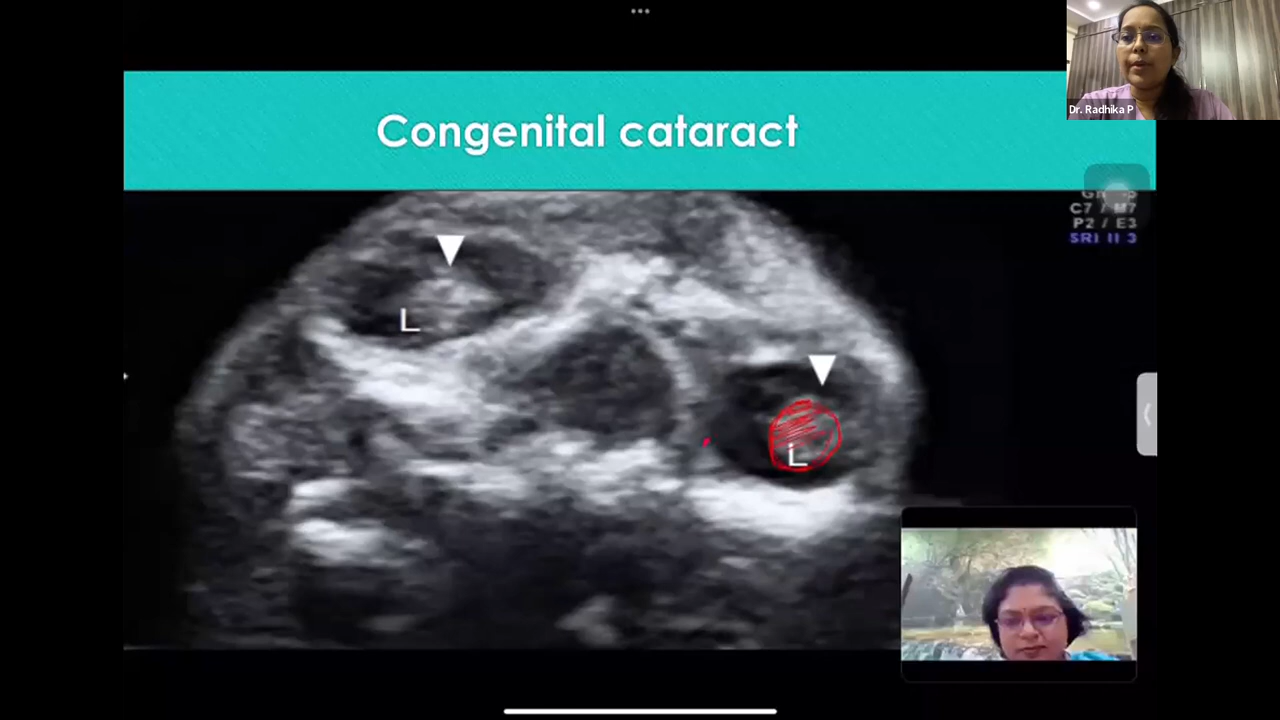 Dr. Radhika P
Congenital cataract
C7 / M7
P2 / E3
SRI II 3
L
L